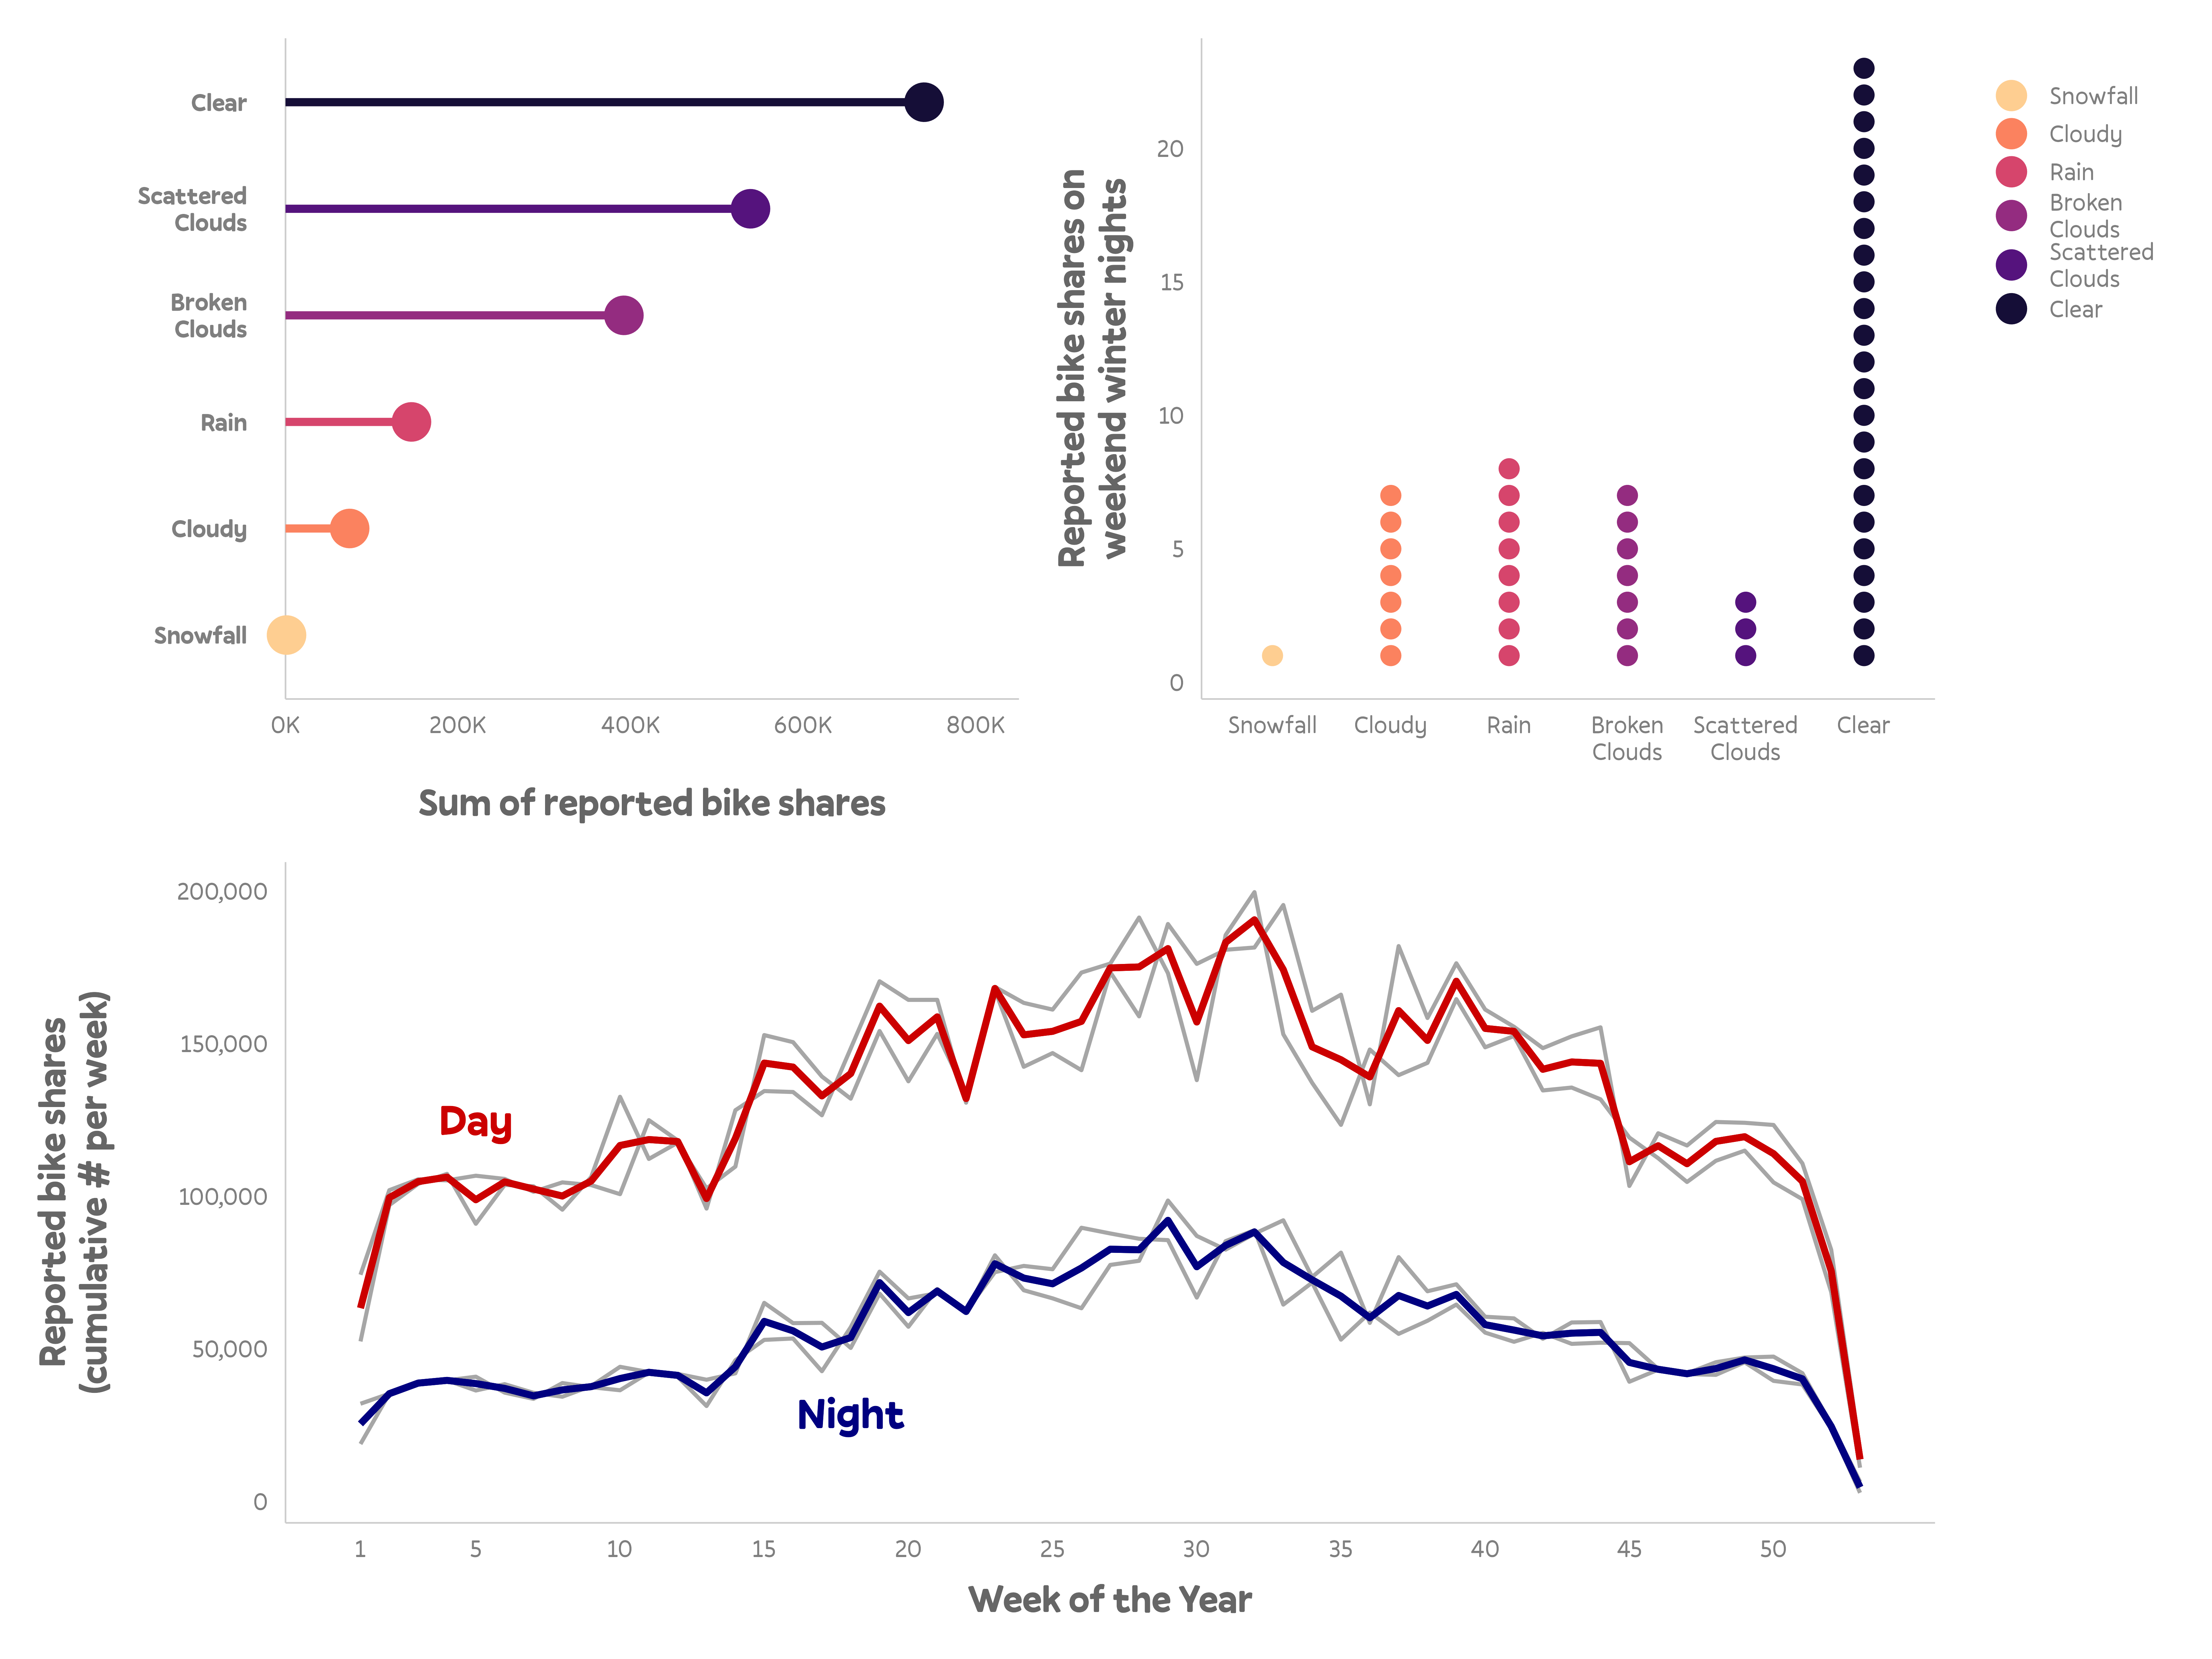 Clear
Scattered
Clouds
Broken
Clouds
Rain
Cloudy
Snowfall
0K
200K
400K
600K
800K
Sum of reported bike shares
Reported bike shares on
weekend winter nights
20
15
10
5
0
Snowfall
Cloudy
Rain
Broken
Clouds
Scattered
Clouds
Clear
Snowfall
Cloudy
Rain
Broken
Clouds
Scattered
Clouds
Clear
Reported bike shares
(cumulative # per week)
200,000
150,000
100,000
50,000
0
Day
Night
1
5
10
15
20
25
30
35
40
45
50
Week of the Year